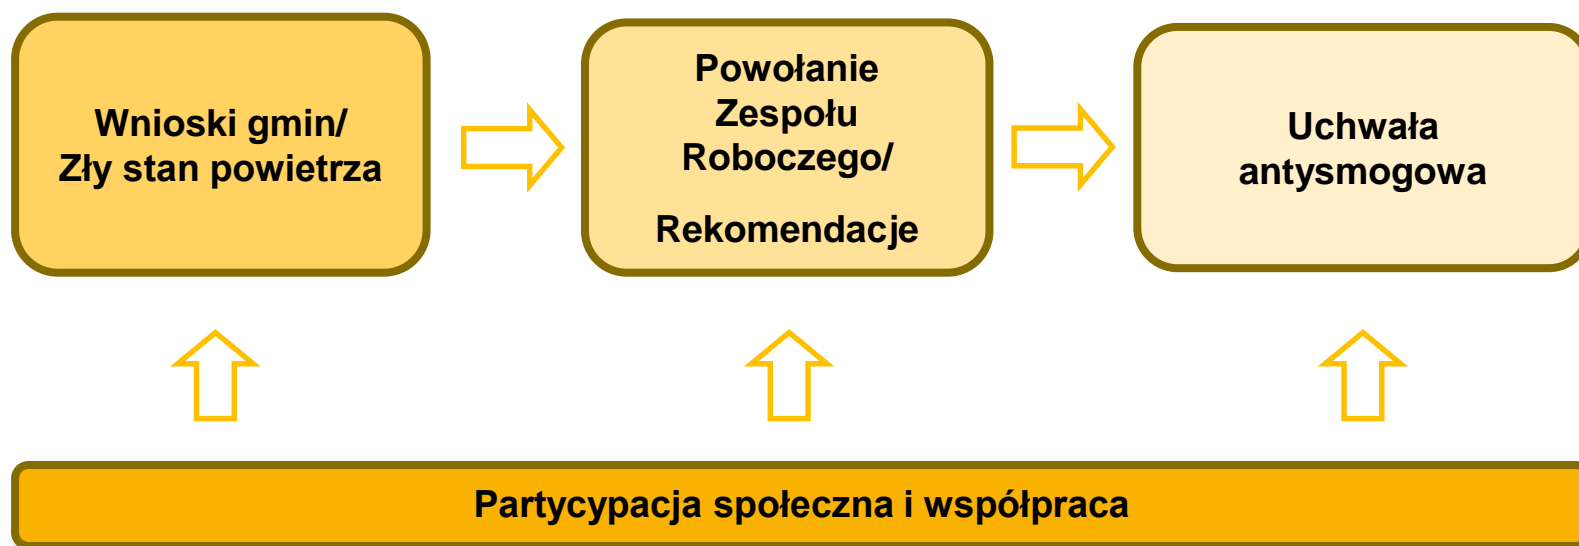 Wnioski gmin/
Zły stan powietrza
Powołanie
Zespołu
Roboczego/
Rekomendacje
Uchwała
antysmogowa
Partycypacja społeczna i współpraca